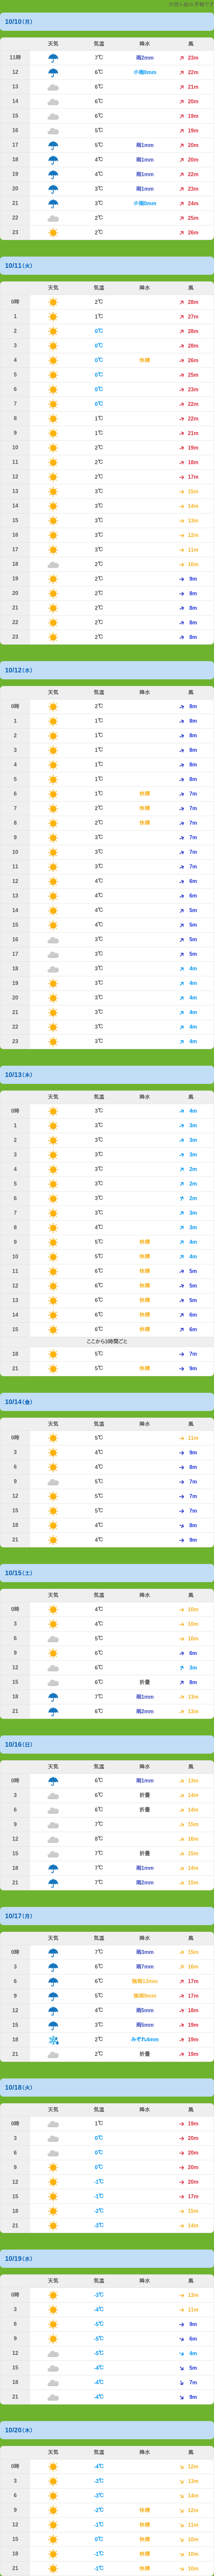 10/10(月)
天気 気温 降水 風
11時 7℃ 雨2mm 23m
12 6℃ 小雨0mm 22m
13 6℃ 21m
14 6℃ 20m
15 6℃ 19m
16 5℃ 19m
17 5℃ 雨1mm 20m
18 4℃ 雨1mm 20m
19 4℃ 雨1mm 22m
20 3℃ 雨1mm 23m
21 3℃ 小雨0mm 24m
22 2℃ 25m
23 2℃ 26m
10/11(火)
天気 気温 降水 風
0時 2℃ 28m
1 1℃ 27m
2 0℃ 28m
3 0℃ 28m
4 0℃ 快晴 26m
5 0℃ 25m
6 0℃ 23m
7 0℃ 22m
8 1℃ 22m
9 1℃ 21m
10 2℃ 19m
11 2℃ 18m
12 2℃ 17m
13 3℃ 15m
14 3℃ 14m
15 3℃ 13m
16 3℃ 12m
17 3℃ 11m
18 2℃ 10m
19 2℃ 9m
20 2℃ 8m
21 2℃ 8m
22 2℃ 8m
23 2℃ 8m
10/12(水)
天気 気温 降水 風
0時 2℃ 8m
1 1℃ 8m
2 1℃ 8m
3 1℃ 8m
4 1℃ 8m
5 1℃ 8m
6 1℃ 快晴 7m
7 2℃ 快晴 7m
8 2℃ 快晴 7m
9 3℃ 7m
10 3℃ 7m
11 3℃ 7m
12 4℃ 6m
13 4℃ 6m
14 4℃ 5m
15 4℃ 5m
16 3℃ 5m
17 3℃ 5m
18 3℃ 4m
19 3℃ 4m
20 3℃ 4m
21 3℃ 4m
22 3℃ 4m
23 3℃ 4m
10/13(木)
天気 気温 降水 風
0時 3℃ 4m
1 3℃ 3m
2 3℃ 3m
3 3℃ 3m
4 3℃ 2m
5 3℃ 2m
6 3℃ 2m
7 3℃ 3m
8 4℃ 3m
9 5℃ 快晴 4m
10 5℃ 快晴 4m
11 6℃ 快晴 5m
12 6℃ 快晴 5m
13 6℃ 快晴 5m
14 6℃ 快晴 6m
15 6℃ 快晴 6m
ここから3時間ごと
18 5℃ 7m
21 5℃ 快晴 9m
10/14(金)
天気 気温 降水 風
0時 5℃ 11m
3 4℃ 9m
6 4℃ 8m
9 5℃ 7m
12 5℃ 7m
15 5℃ 7m
18 4℃ 8m
21 4℃ 9m
10/15(土)
天気 気温 降水 風
0時 4℃ 10m
3 4℃ 10m
6 5℃ 10m
9 6℃ 6m
12 6℃ 3m
15 6℃ 折畳 8m
18 7℃ 雨1mm 13m
21 6℃ 雨2mm 13m
10/16(日)
天気 気温 降水 風
0時 6℃ 雨1mm 13m
3 6℃ 折畳 14m
6 6℃ 折畳 14m
9 7℃ 15m
12 8℃ 16m
15 7℃ 折畳 15m
18 7℃ 雨1mm 14m
21 7℃ 雨2mm 15m
10/17(月)
天気 気温 降水 風
0時 7℃ 雨3mm 15m
3 6℃ 雨7mm 16m
6 6℃ 強雨13mm 17m
9 5℃ 強雨9mm 17m
12 4℃ 雨5mm 18m
15 3℃ 雨5mm 19m
18 2℃ みぞれ4mm 19m
21 2℃ 折畳 19m
10/18(火)
天気 気温 降水 風
0時 1℃ 19m
3 0℃ 20m
6 0℃ 20m
9 0℃ 20m
12 -1℃ 20m
15 -1℃ 17m
18 -2℃ 15m
21 -3℃ 14m
10/19(水)
天気 気温 降水 風
0時 -3℃ 13m
3 -4℃ 11m
6 -5℃ 9m
9 -5℃ 6m
12 -5℃ 4m
15 -4℃ 5m
18 -4℃ 7m
21 -4℃ 9m
10/20(木)
天気 気温 降水 風
0時 -4℃ 12m
3 -3℃ 13m
6 -3℃ 14m
9 -2℃ 快晴 12m
12 -1℃ 快晴 11m
15 0℃ 快晴 10m
18 -1℃ 快晴 10m
21 -1℃ 快晴 10m